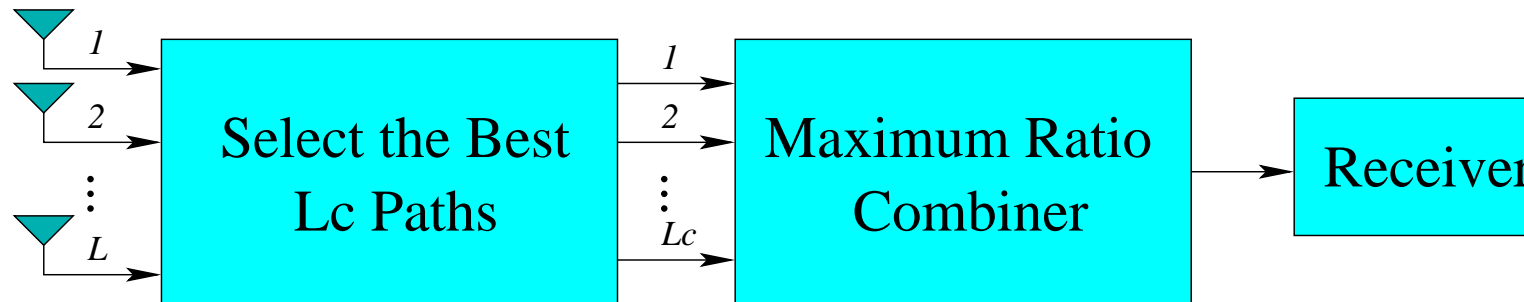 1
2
⋮
L
Select the Best
Lc Paths
1
2
⋮
Lc
Maximum Ratio
Combiner
Receiver